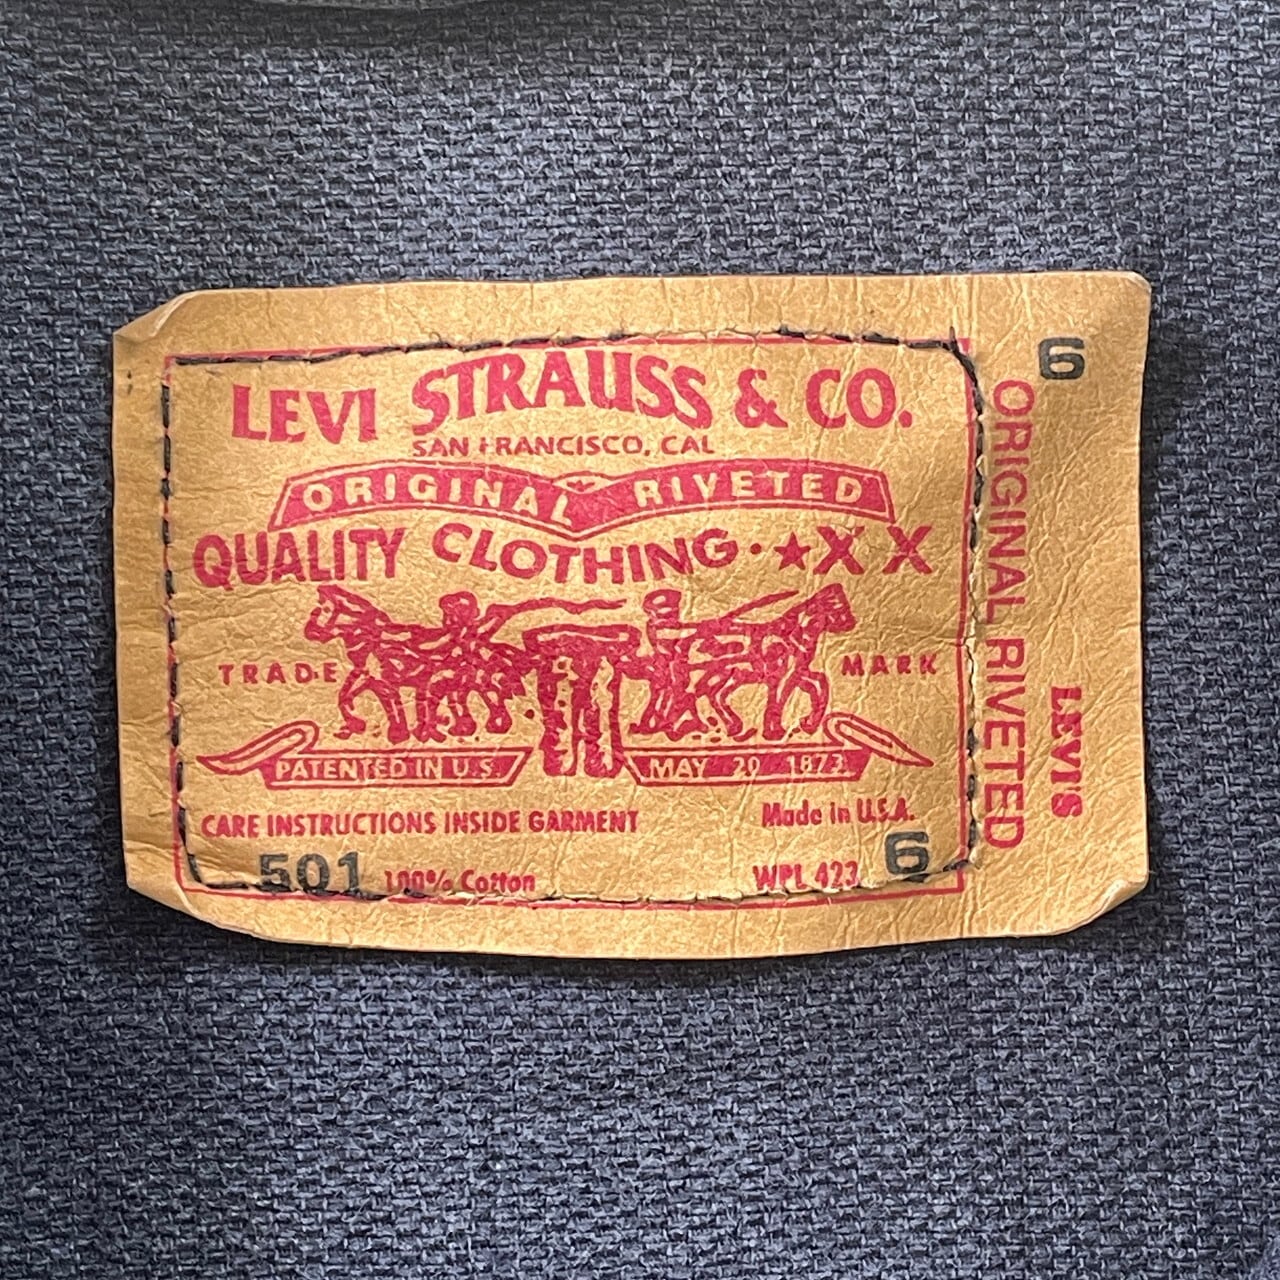 LEVI STRAUSS & CO.
SAN FRANCISCO, CAL
ORIGINAL RIVETED
QUALITY CLOTHING·★XX
TRADE MARK
PATENTED IN U.S. MAY 20 1873
CARE INSTRUCTIONS INSIDE GARMENT Made in U.S.A.
501 100% Cotton WPL 423 6
6
ORIGINAL RIVETED
LEVI'S